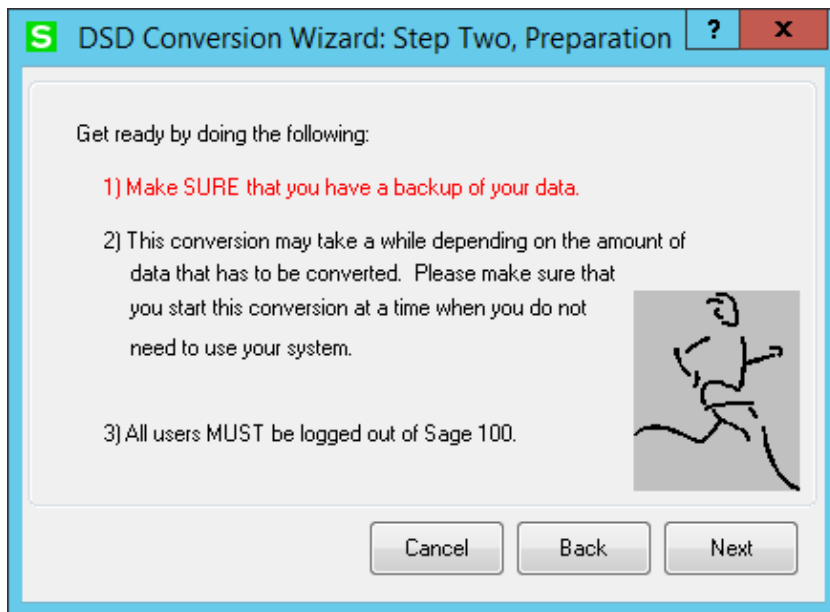 S DSD Conversion Wizard: Step Two, Preparation ? x
Get ready by doing the following:
1) Make SURE that you have a backup of your data.
2) This conversion may take a while depending on the amount of
data that has to be converted. Please make sure that
you start this conversion at a time when you do not
need to use your system.
3) All users MUST be logged out of Sage 100.
Cancel Back Next